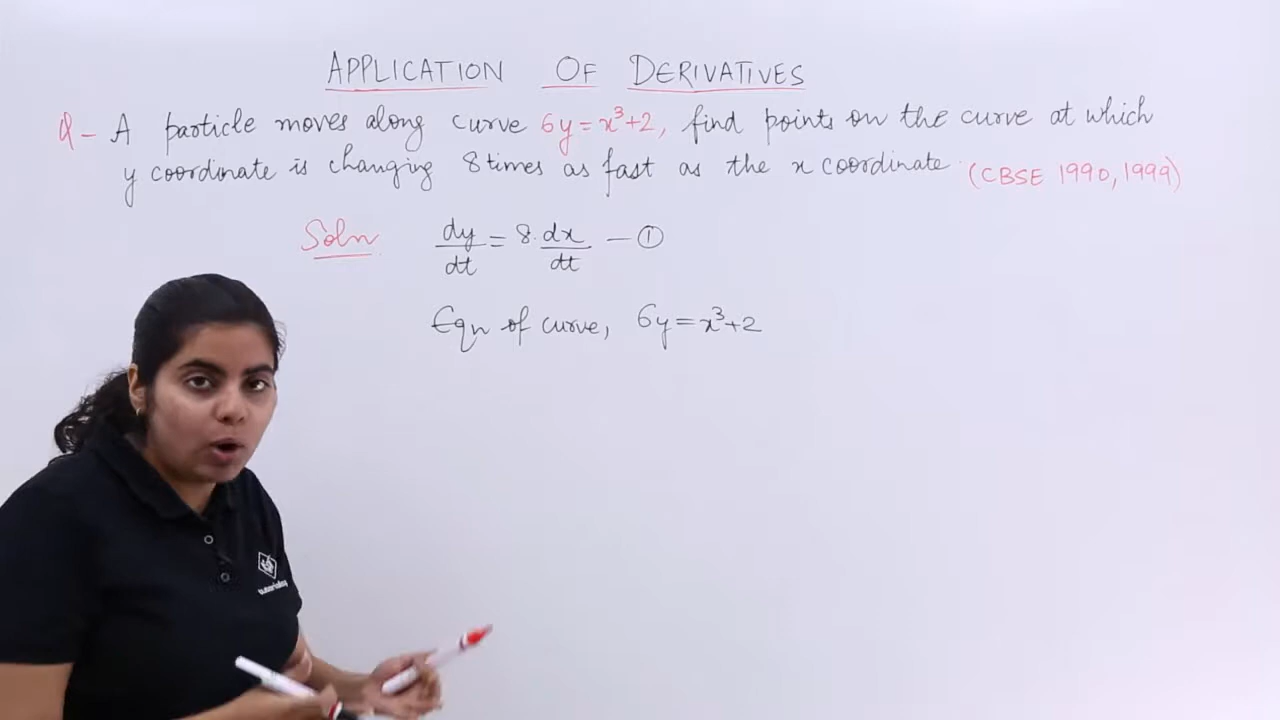 APPLICATION OF DERIVATIVES
Q- A particle moves along curve 6y=x³+2, find points on the curve at which
y coordinate is changing 8 times as fast as the x coordinate. (CBSE 1990, 1999)
Soln dy/dt = 8.dx/dt - ①
Eqn of curve, 6y=x³+2